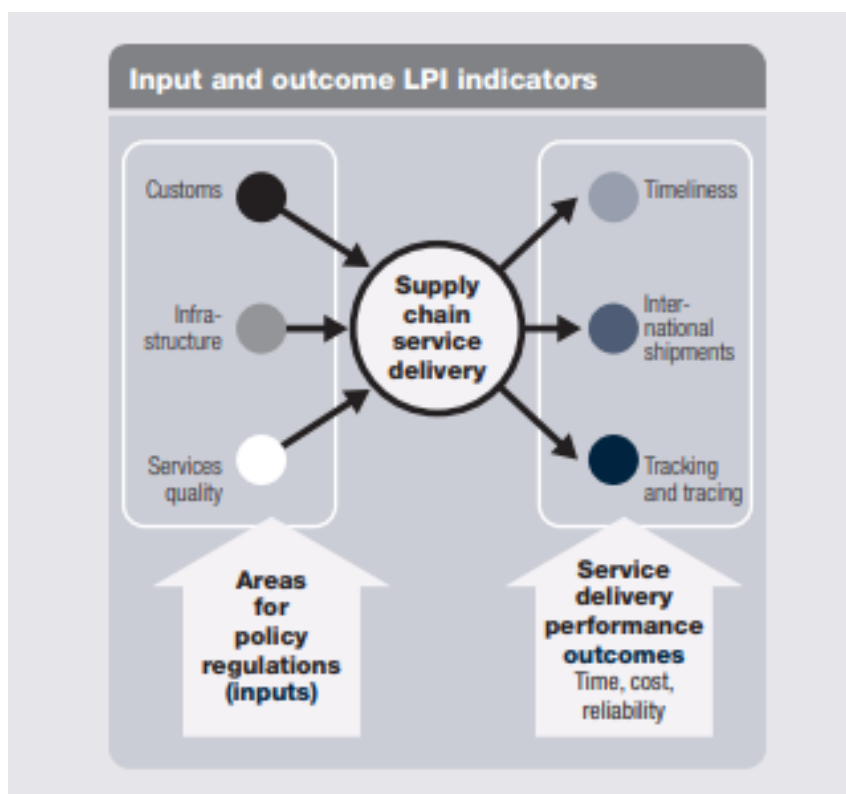 Input and outcome LPI indicators
Customs
Infra-
structure
Services
quality
Supply
chain
service
delivery
Timeliness
Inter-
national
shipments
Tracking
and tracing
Areas
for
policy
regulations
(inputs)
Service
delivery
performance
outcomes
Time, cost,
reliability